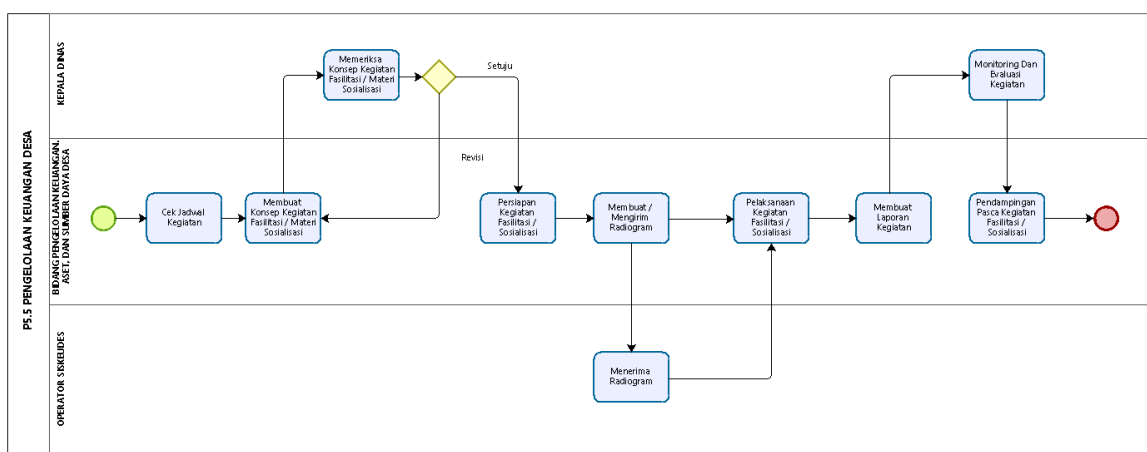 P5.5 PENGELOLAAN KEUANGAN DESA
KEPALA DINAS
Memeriksa
Konsep Kegiatan
Fasilitasi / Materi
Sosialisasi
Setuju
Monitoring Dan
Evaluasi
Kegiatan
BIDANG PENGELOLAAN KEUANGAN,
ASET, DAN SUMBER DAYA DESA
Revisi
Cek Jadwal
Kegiatan
Membuat
Konsep Kegiatan
Fasilitasi / Materi
Sosialisasi
Persiapan
Kegiatan
Fasilitasi /
Sosialisasi
Membuat /
Mengirim
Radiogram
Pelaksanaan
Kegiatan
Fasilitasi /
Sosialisasi
Membuat
Laporan
Kegiatan
Pendampingan
Pasca Kegiatan
Fasilitasi /
Sosialisasi
OPERATOR SISKEUDES
Menerima
Radiogram